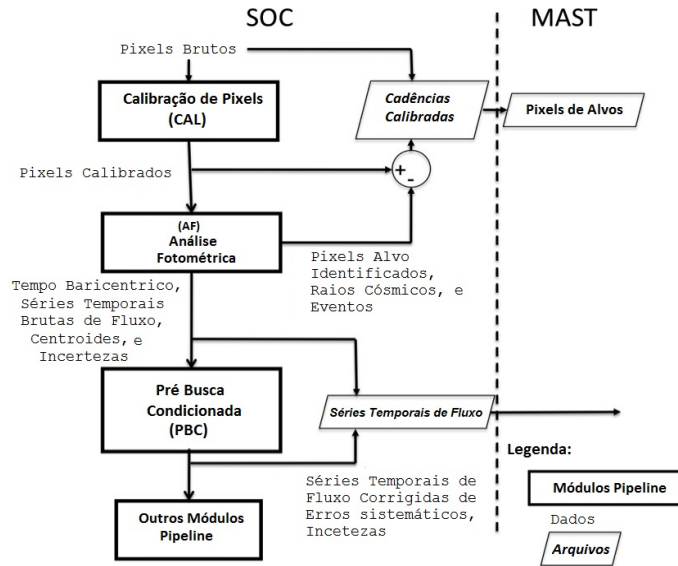 SOC
MAST
Pixels Brutos
Calibração de Pixels
(CAL)
Cadências
Calibradas
Pixels de Alvos
+
-
Pixels Calibrados
(AF)
Análise
Fotométrica
Pixels Alvo
Identificados,
Raios Cósmicos, e
Eventos
Tempo Baricentrico,
Séries Temporais
Brutas de Fluxo,
Centroides, e
Incertezas
Pré Busca
Condicionada
(PBC)
Séries Temporais de Fluxo
Legenda:
Séries Temporais de
Fluxo Corrigidas de
Erros sistemáticos,
Incetezas
Módulos Pipeline
Outros Módulos
Pipeline
Dados
Arquivos